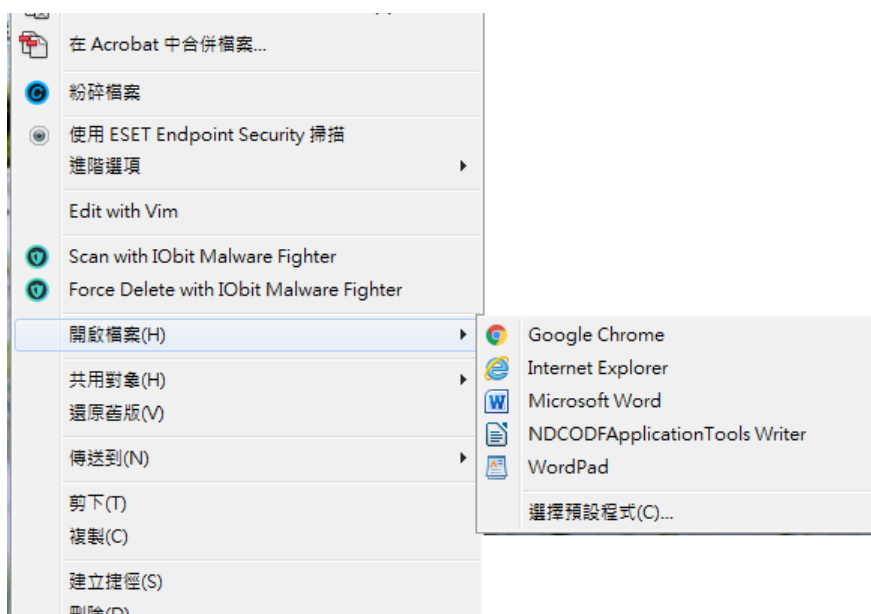 在 Acrobat 中合併檔案...
粉碎檔案
使用 ESET Endpoint Security 掃描
進階選項
Edit with Vim
Scan with IObit Malware Fighter
Force Delete with IObit Malware Fighter
開啟檔案(H)
共用對象(H)
還原舊版(V)
傳送到(N)
剪下(T)
複製(C)
建立捷徑(S)
刪除(D)
Google Chrome
Internet Explorer
Microsoft Word
NDCODFApplicationTools Writer
WordPad
選擇預設程式(C)...